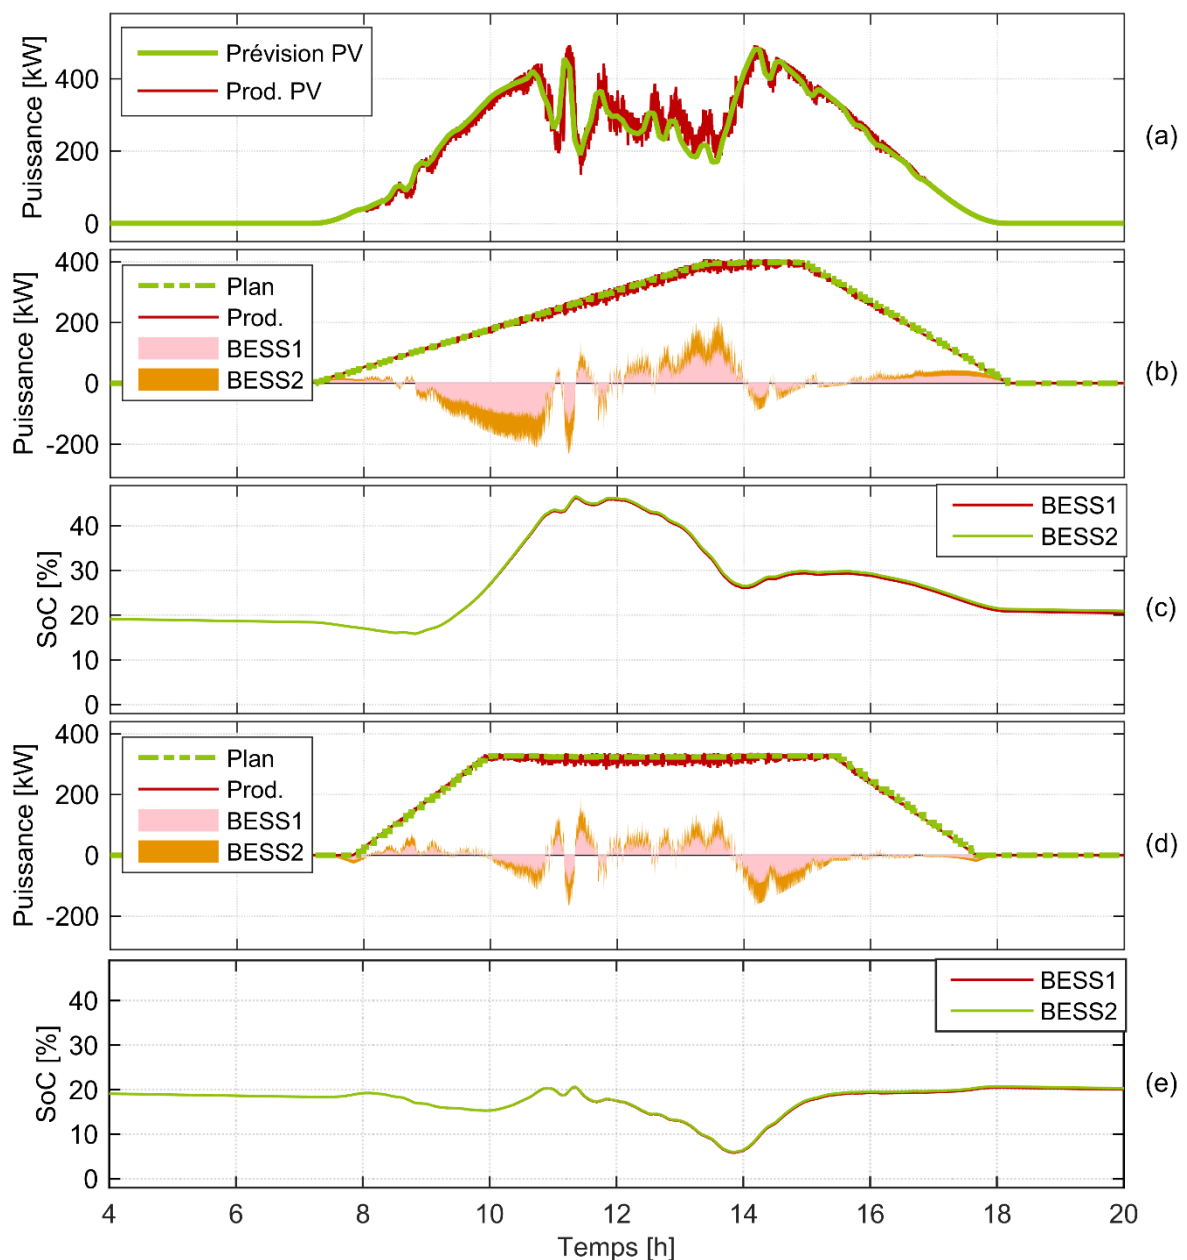 Puissance [kW]
400
200
0
Prévision PV
Prod. PV
(a)
Puissance [kW]
400
200
0
-200
Plan
Prod.
BESS1
BESS2
(b)
SoC [%]
40
30
20
10
0
BESS1
BESS2
(c)
Puissance [kW]
400
200
0
-200
Plan
Prod.
BESS1
BESS2
(d)
SoC [%]
40
30
20
10
0
BESS1
BESS2
(e)
4 6 8 10 12 14 16 18 20
Temps [h]